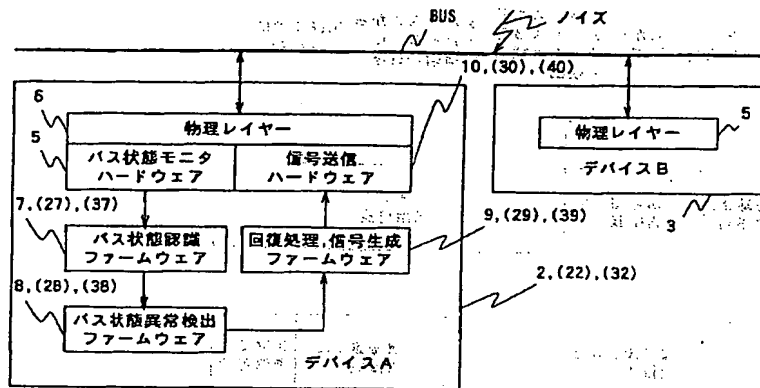 BUS
ノイズ
10,(30),(40)
6
物理レイヤー
5
バス状態モニタ
ハードウェア
信号送信
ハードウェア
物理レイヤー
5
デバイスB
3
7,(27),(37)
バス状態認識
ファームウェア
回復処理,信号生成
ファームウェア
9,(29),(39)
8,(28),(38)
バス状態異常検出
ファームウェア
2,(22),(32)
デバイスA